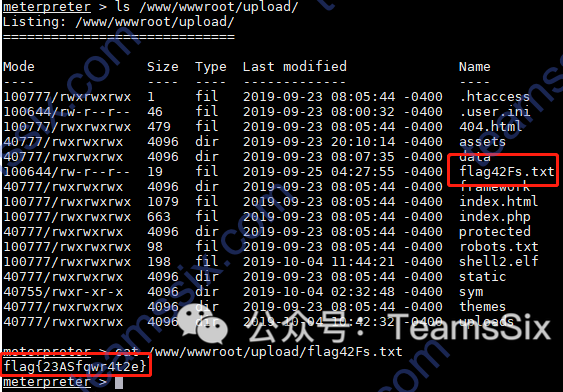 meterpreter > ls /www/wwwroot/upload/
Listing: /www/wwwroot/upload/
=============================
Mode Size Type Last modified Name
---- ---- ---- ------------- ----
100777/rwxrwxrwx 1 fil 2019-09-23 08:05:44 -0400 .htaccess
100644/rw-r--r-- 46 fil 2019-09-23 08:00:32 -0400 .user.ini
100777/rwxrwxrwx 479 fil 2019-09-23 08:05:44 -0400 404.html
40777/rwxrwxrwx 4096 dir 2019-09-23 20:10:14 -0400 assets
40777/rwxrwxrwx 4096 dir 2019-09-23 08:07:35 -0400 data
100644/rw-r--r-- 19 fil 2019-09-25 04:27:55 -0400 flag42Fs.txt
40777/rwxrwxrwx 4096 dir 2019-09-23 08:05:44 -0400 framework
100777/rwxrwxrwx 1079 fil 2019-09-23 08:05:44 -0400 index.html
100777/rwxrwxrwx 663 fil 2019-09-23 08:05:44 -0400 index.php
40777/rwxrwxrwx 4096 dir 2019-09-23 08:05:44 -0400 protected
100777/rwxrwxrwx 98 fil 2019-09-23 08:05:44 -0400 robots.txt
100777/rwxrwxrwx 198 fil 2019-10-04 11:44:21 -0400 shell2.elf
40777/rwxrwxrwx 4096 dir 2019-09-23 08:05:44 -0400 static
40755/rwxr-xr-x 4096 dir 2019-10-04 02:32:48 -0400 sym
40777/rwxrwxrwx 4096 dir 2019-09-23 08:05:44 -0400 themes
40777/rwxrwxrwx 4096 dir 2019-10-04 10:42:32 -0400 uploads
公众号: TeamsSix
meterpreter > cat /www/wwwroot/upload/flag42Fs.txt
flag{23ASfqwr4t2e}
meterpreter >